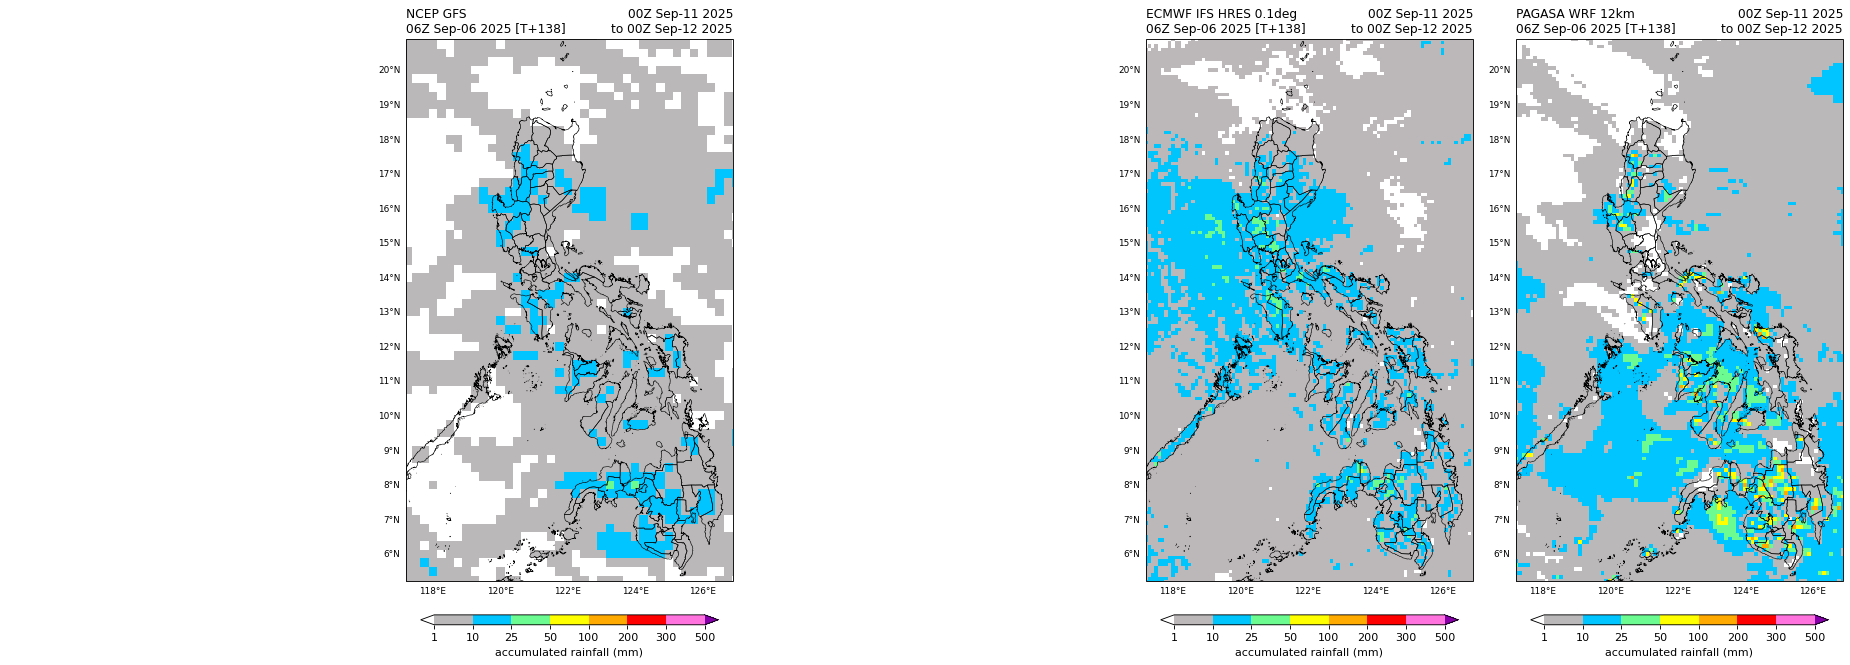 NCEP GFS 00Z Sep-11 2025
06Z Sep-06 2025 [T+138] to 00Z Sep-12 2025
20°N
19°N
18°N
17°N
16°N
15°N
14°N
13°N
12°N
11°N
10°N
9°N
8°N
7°N
6°N
118°E 120°E 122°E 124°E 126°E
1 10 25 50 100 200 300 500
accumulated rainfall (mm)
ECMWF IFS HRES 0.1deg 00Z Sep-11 2025
06Z Sep-06 2025 [T+138] to 00Z Sep-12 2025
20°N
19°N
18°N
17°N
16°N
15°N
14°N
13°N
12°N
11°N
10°N
9°N
8°N
7°N
6°N
118°E 120°E 122°E 124°E 126°E
1 10 25 50 100 200 300 500
accumulated rainfall (mm)
PAGASA WRF 12km 00Z Sep-11 2025
06Z Sep-06 2025 [T+138] to 00Z Sep-12 2025
20°N
19°N
18°N
17°N
16°N
15°N
14°N
13°N
12°N
11°N
10°N
9°N
8°N
7°N
6°N
118°E 120°E 122°E 124°E 126°E
1 10 25 50 100 200 300 500
accumulated rainfall (mm)